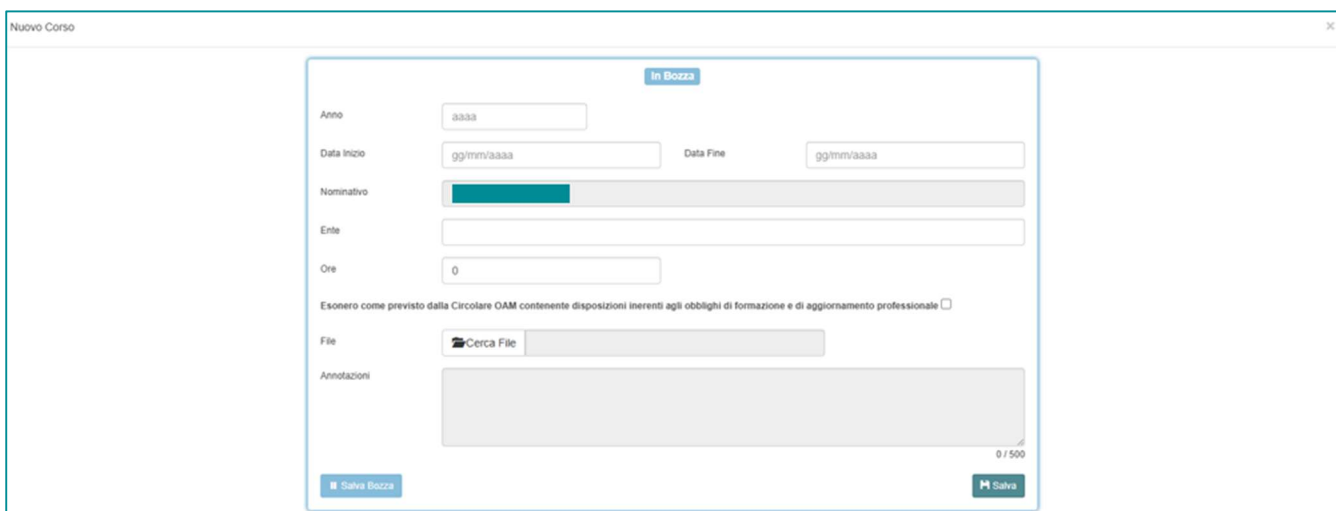 Nuovo Corso ×
In Bozza
Anno aaaa
Data Inizio gg/mm/aaaa Data Fine gg/mm/aaaa
Nominativo
Ente
Ore 0
Esonero come previsto dalla Circolare OAM contenente disposizioni inerenti agli obblighi di formazione e di aggiornamento professionale
File Cerca File
Annotazioni
0 / 500
Salva Bozza Salva